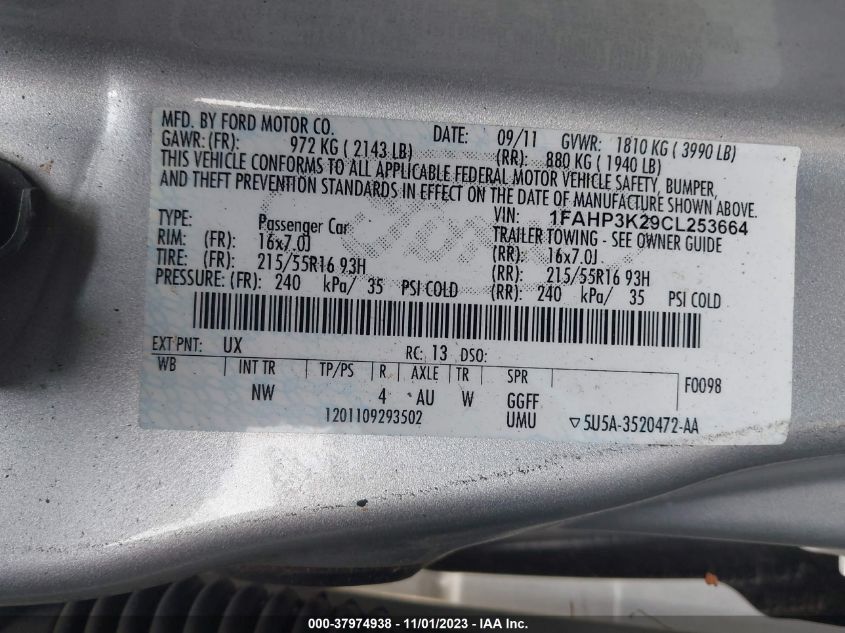 MFD. BY FORD MOTOR CO. DATE: 09/11 GVWR: 1810 KG ( 3990 LB)
GAWR: (FR): 972 KG ( 2143 LB) (RR): 880 KG ( 1940 LB)
THIS VEHICLE CONFORMS TO ALL APPLICABLE FEDERAL MOTOR VEHICLE SAFETY, BUMPER,
AND THEFT PREVENTION STANDARDS IN EFFECT ON THE DATE OF MANUFACTURE SHOWN ABOVE.
VIN: 1FAHP3K29CL253664
TYPE: Passenger Car TRAILER TOWING - SEE OWNER GUIDE
RIM: (FR): 16x7.0J (RR): 16x7.0J
TIRE: (FR): 215/55R16 93H (RR): 215/55R16 93H
PRESSURE: (FR): 240 kPa/ 35 PSI COLD (RR): 240 kPa/ 35 PSI COLD
EXT PNT: UX RC: 13 DSO:
WB INT TR TP/PS R AXLE TR SPR F0098
NW 4 AU W GGFF
1201109293502 UMU ▽5U5A-3520472-AA
000-37974938 - 11/01/2023 - IAA Inc.